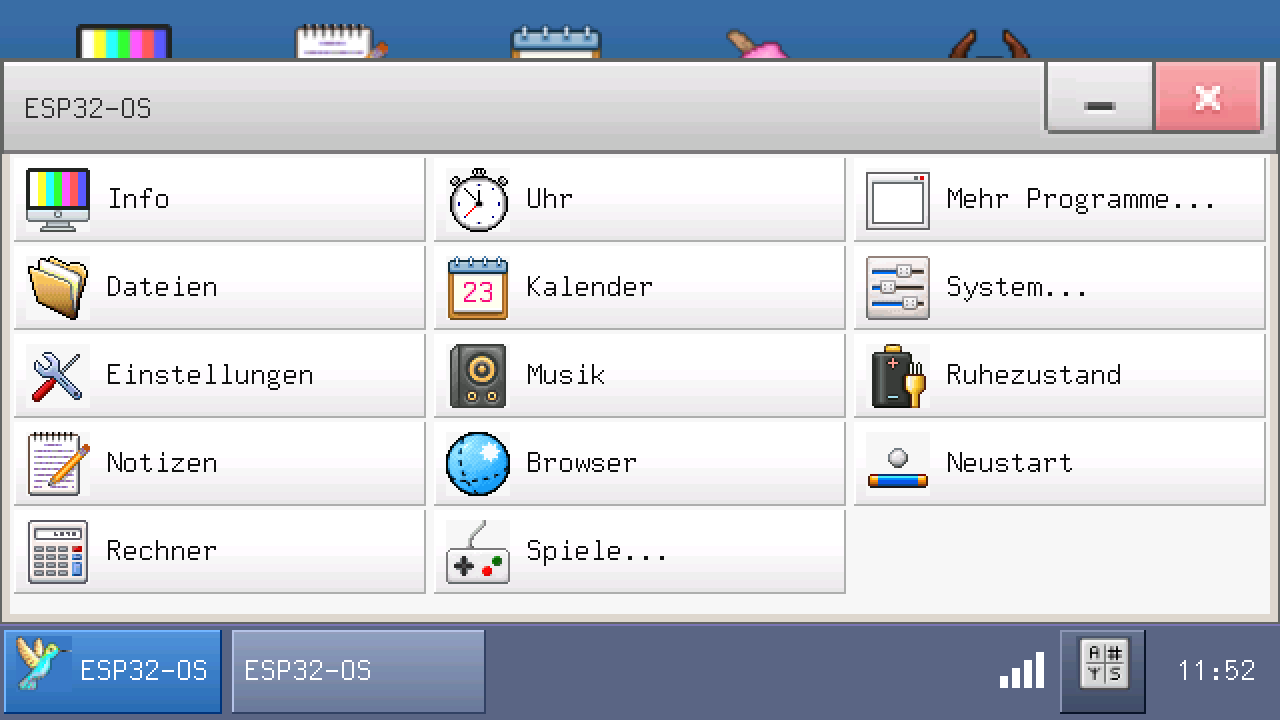 ESP32-OS
Info
Uhr
Mehr Programme...
Dateien
23
Kalender
System...
Einstellungen
Musik
Ruhezustand
Notizen
Browser
Neustart
Rechner
Spiele...
ESP32-OS
ESP32-OS
A #
Y S
11:52